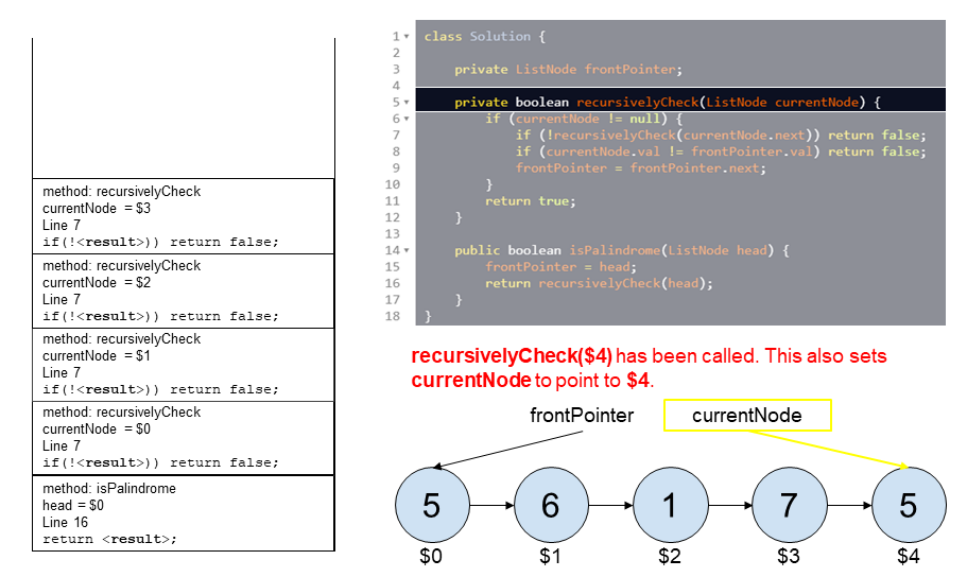 method: recursivelyCheck
currentNode = $3
Line 7
if(!<result>)) return false;
method: recursivelyCheck
currentNode = $2
Line 7
if(!<result>)) return false;
method: recursivelyCheck
currentNode = $1
Line 7
if(!<result>)) return false;
method: recursivelyCheck
currentNode = $0
Line 7
if(!<result>)) return false;
method: isPalindrome
head = $0
Line 16
return <result>;
1 class Solution {
2
3 private ListNode frontPointer;
4
5 private boolean recursivelyCheck(ListNode currentNode) {
6 if (currentNode != null) {
7 if (!recursivelyCheck(currentNode.next)) return false;
8 if (currentNode.val != frontPointer.val) return false;
9 frontPointer = frontPointer.next;
10 }
11 return true;
12 }
13
14 public boolean isPalindrome(ListNode head) {
15 frontPointer = head;
16 return recursivelyCheck(head);
17 }
18 }
recursivelyCheck($4) has been called. This also sets
currentNode to point to $4.
frontPointer currentNode
5 6 1 7 5
$0 $1 $2 $3 $4